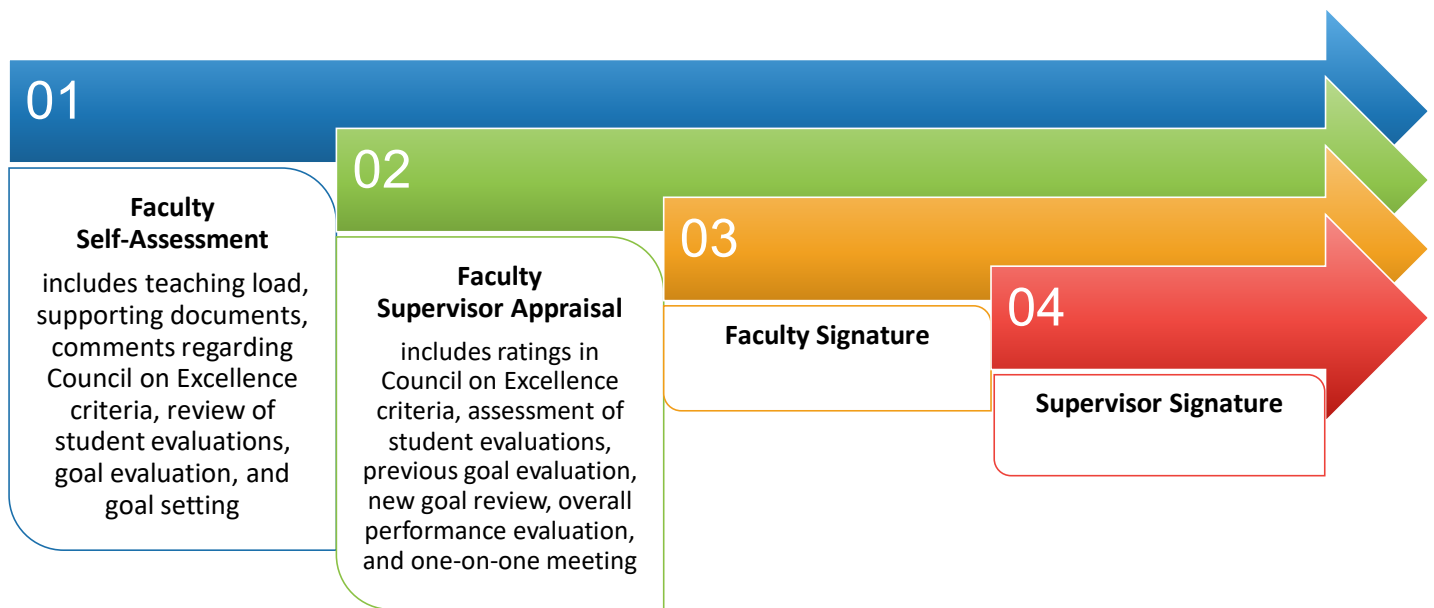 01
Faculty
Self-Assessment
includes teaching load,
supporting documents,
comments regarding
Council on Excellence
criteria, review of
student evaluations,
goal evaluation, and
goal setting
02
Faculty
Supervisor Appraisal
includes ratings in
Council on Excellence
criteria, assessment of
student evaluations,
previous goal evaluation,
new goal review, overall
performance evaluation,
and one-on-one meeting
03
Faculty Signature
04
Supervisor Signature